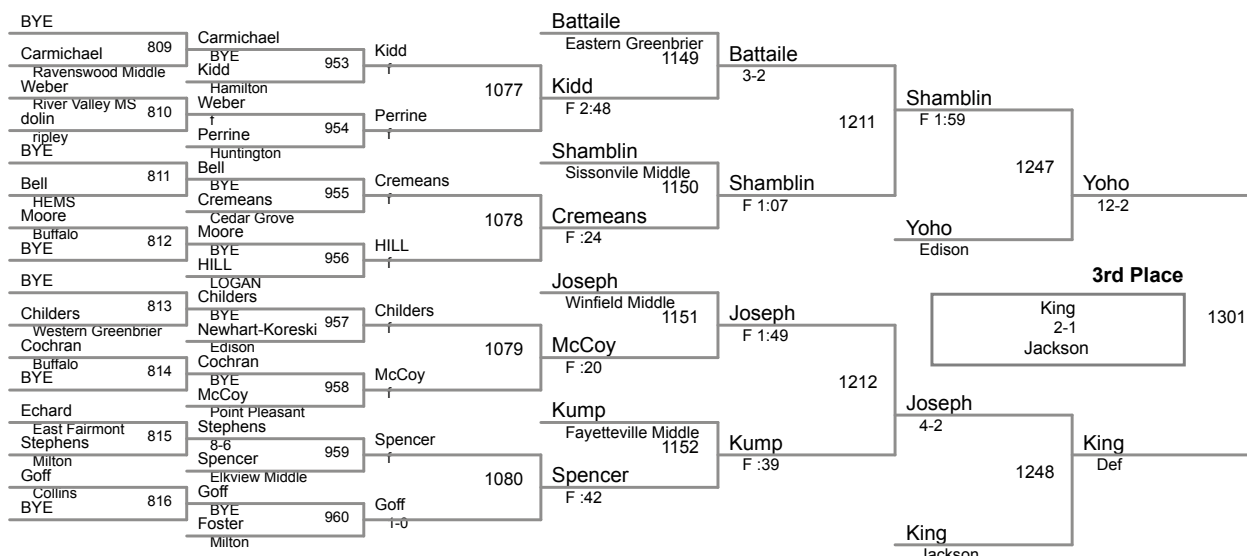 BYE
809
Carmichael
Ravenswood Middle
Weber
River Valley MS
810
dolin
ripley
BYE
811
Bell
HEMS
Moore
Buffalo
812
BYE
BYE
813
Childers
Western Greenbrier
Cochran
Buffalo
814
BYE
Echard
East Fairmont
815
Stephens
Milton
Goff
Collins
816
BYE
Carmichael
BYE
953
Kidd
Hamilton
Weber
f
954
Perrine
Huntington
Bell
BYE
955
Cremeans
Cedar Grove
Moore
BYE
956
HILL
LOGAN
Childers
BYE
957
Newhart-Koreski
Edison
Cochran
BYE
958
McCoy
Point Pleasant
Stephens
8-6
959
Spencer
Elkview Middle
Goff
BYE
960
Foster
Milton
Kidd
f
1077
Perrine
f
Cremeans
f
1078
HILL
f
Childers
f
1079
McCoy
f
Spencer
f
1080
Goff
1-0
Battaile
Eastern Greenbrier
1149
Kidd
F 2:48
Shamblin
Sissonvile Middle
1150
Cremeans
F :24
Joseph
Winfield Middle
1151
McCoy
F :20
Kump
Fayetteville Middle
1152
Spencer
F :42
Battaile
3-2
1211
Shamblin
F 1:07
Joseph
F 1:49
1212
Kump
F :39
Shamblin
F 1:59
1247
Yoho
Edison
Joseph
4-2
1248
King
Jackson
Yoho
12-2
King
Def
3rd Place
King
2-1
Jackson
1301